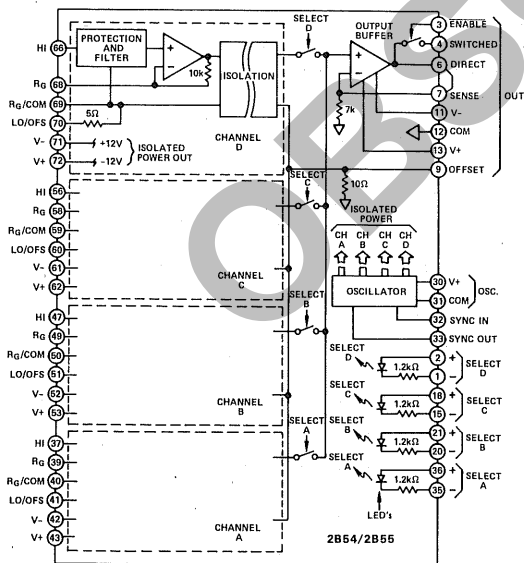 HI 66
PROTECTION AND FILTER
+
−
10k
ISOLATION
RG 68
RG/COM 69
LO/OFS 70
5Ω
V− 71
V+ 72
+12V
−12V
ISOLATED POWER OUT
CHANNEL D
SELECT D
OUTPUT BUFFER
+
−
7k
3 ENABLE
4 SWITCHED
6 DIRECT
7 SENSE
11 V−
12 COM
13 V+
9 OFFSET
OUT
10Ω
HI 56
RG 58
RG/COM 59
LO/OFS 60
V− 61
V+ 62
CHANNEL C
SELECT C
ISOLATED POWER
CH A
CH B
CH C
CH D
OSCILLATOR
30 V+
31 COM
OSC.
32 SYNC IN
33 SYNC OUT
HI 47
RG 49
RG/COM 50
LO/OFS 51
V− 52
V+ 53
CHANNEL B
SELECT B
SELECT D
1.2kΩ
2 +
1 −
SELECT D
SELECT C
1.2kΩ
18 +
15 −
SELECT C
SELECT B
1.2kΩ
21 +
20 −
SELECT B
SELECT A
1.2kΩ
36 +
35 −
SELECT A
LED's
HI 37
RG 39
RG/COM 40
LO/OFS 41
V− 42
V+ 43
CHANNEL A
SELECT A
2B54/2B55
OBS